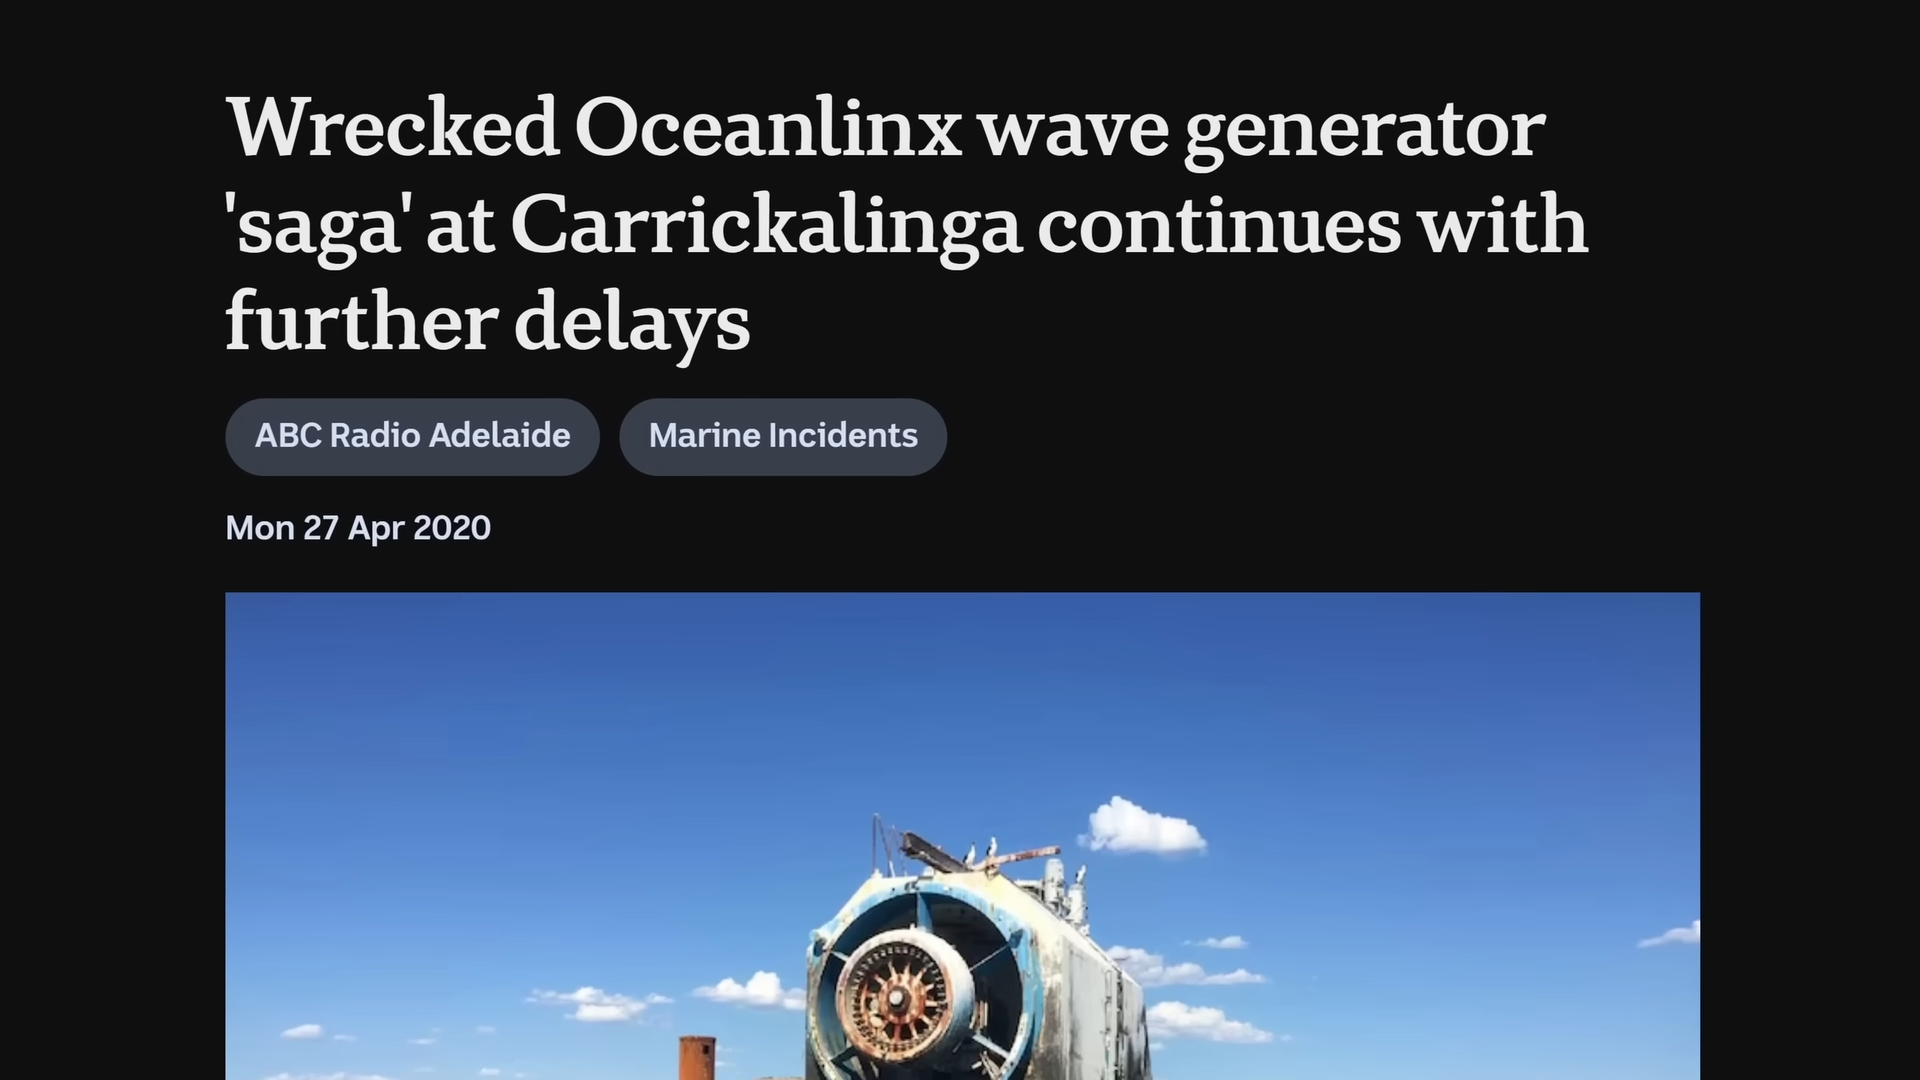 Wrecked Oceanlinx wave generator
'saga' at Carrickalinga continues with
further delays
ABC Radio Adelaide
Marine Incidents
Mon 27 Apr 2020